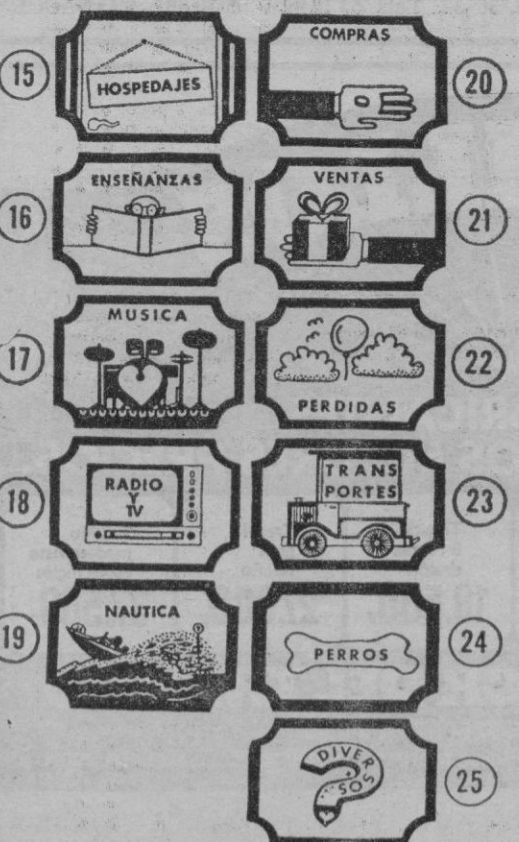 15
HOSPEDAJES
16
ENSEÑANZAS
17
MUSICA
18
RADIO
Y
TV
19
NAUTICA
20
COMPRAS
21
VENTAS
22
PERDIDAS
23
TRANS
PORTES
24
PERROS
25
DIVER
SOS